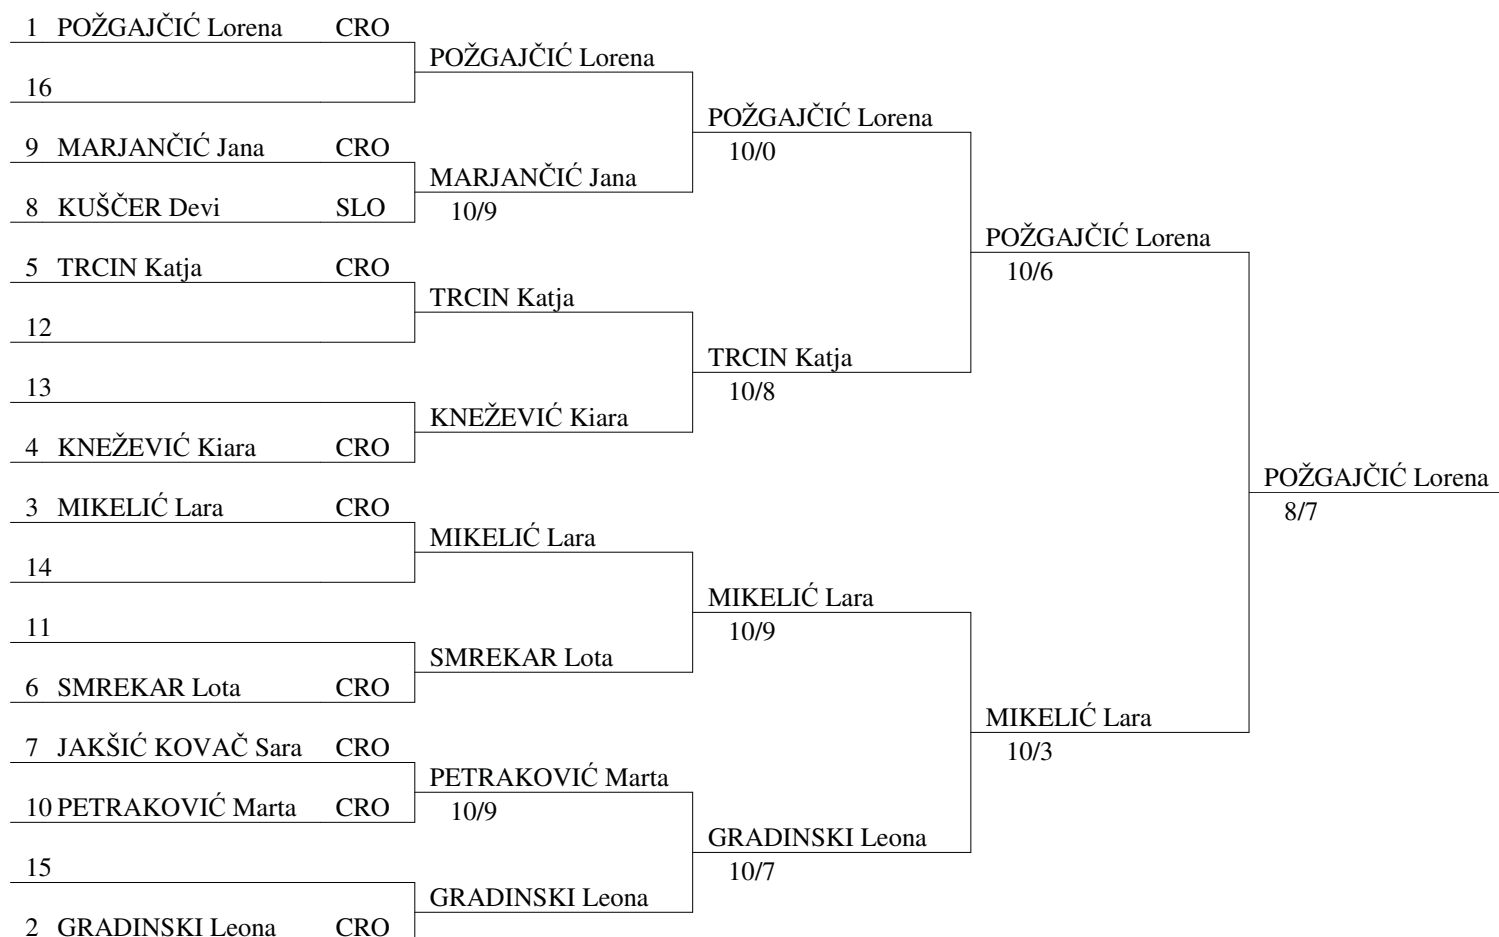 1 POŽGAJČIĆ Lorena CRO
16
9 MARJANČIĆ Jana CRO
8 KUŠČER Devi SLO
5 TRCIN Katja CRO
12
13
4 KNEŽEVIĆ Kiara CRO
3 MIKELIĆ Lara CRO
14
11
6 SMREKAR Lota CRO
7 JAKŠIĆ KOVAČ Sara CRO
10 PETRAKOVIĆ Marta CRO
15
2 GRADINSKI Leona CRO
POŽGAJČIĆ Lorena
MARJANČIĆ Jana
10/9
TRCIN Katja
KNEŽEVIĆ Kiara
MIKELIĆ Lara
SMREKAR Lota
PETRAKOVIĆ Marta
10/9
GRADINSKI Leona
POŽGAJČIĆ Lorena
10/0
TRCIN Katja
10/8
MIKELIĆ Lara
10/9
GRADINSKI Leona
10/7
POŽGAJČIĆ Lorena
10/6
MIKELIĆ Lara
10/3
POŽGAJČIĆ Lorena
8/7